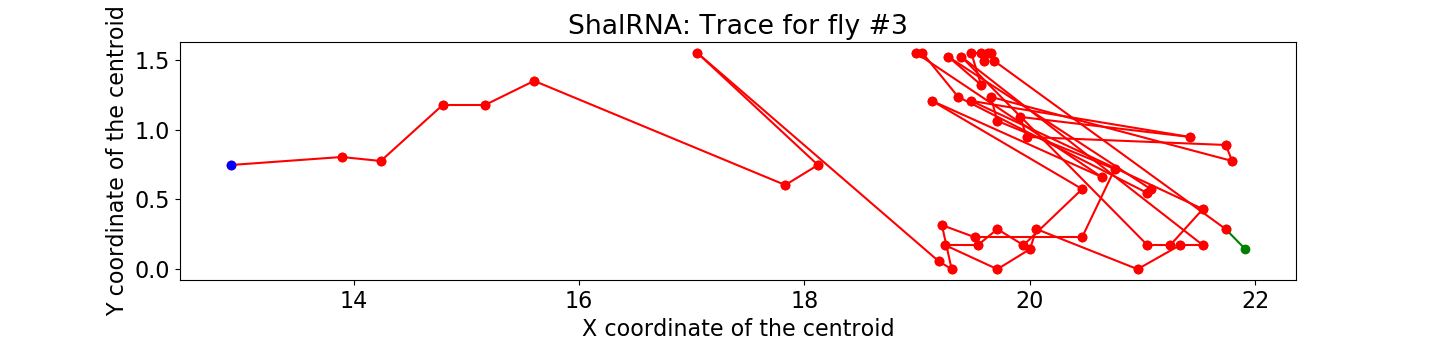 ShalRNA: Trace for fly #3
Y coordinate of the centroid
1.5
1.0
0.5
0.0
14 16 18 20 22
X coordinate of the centroid